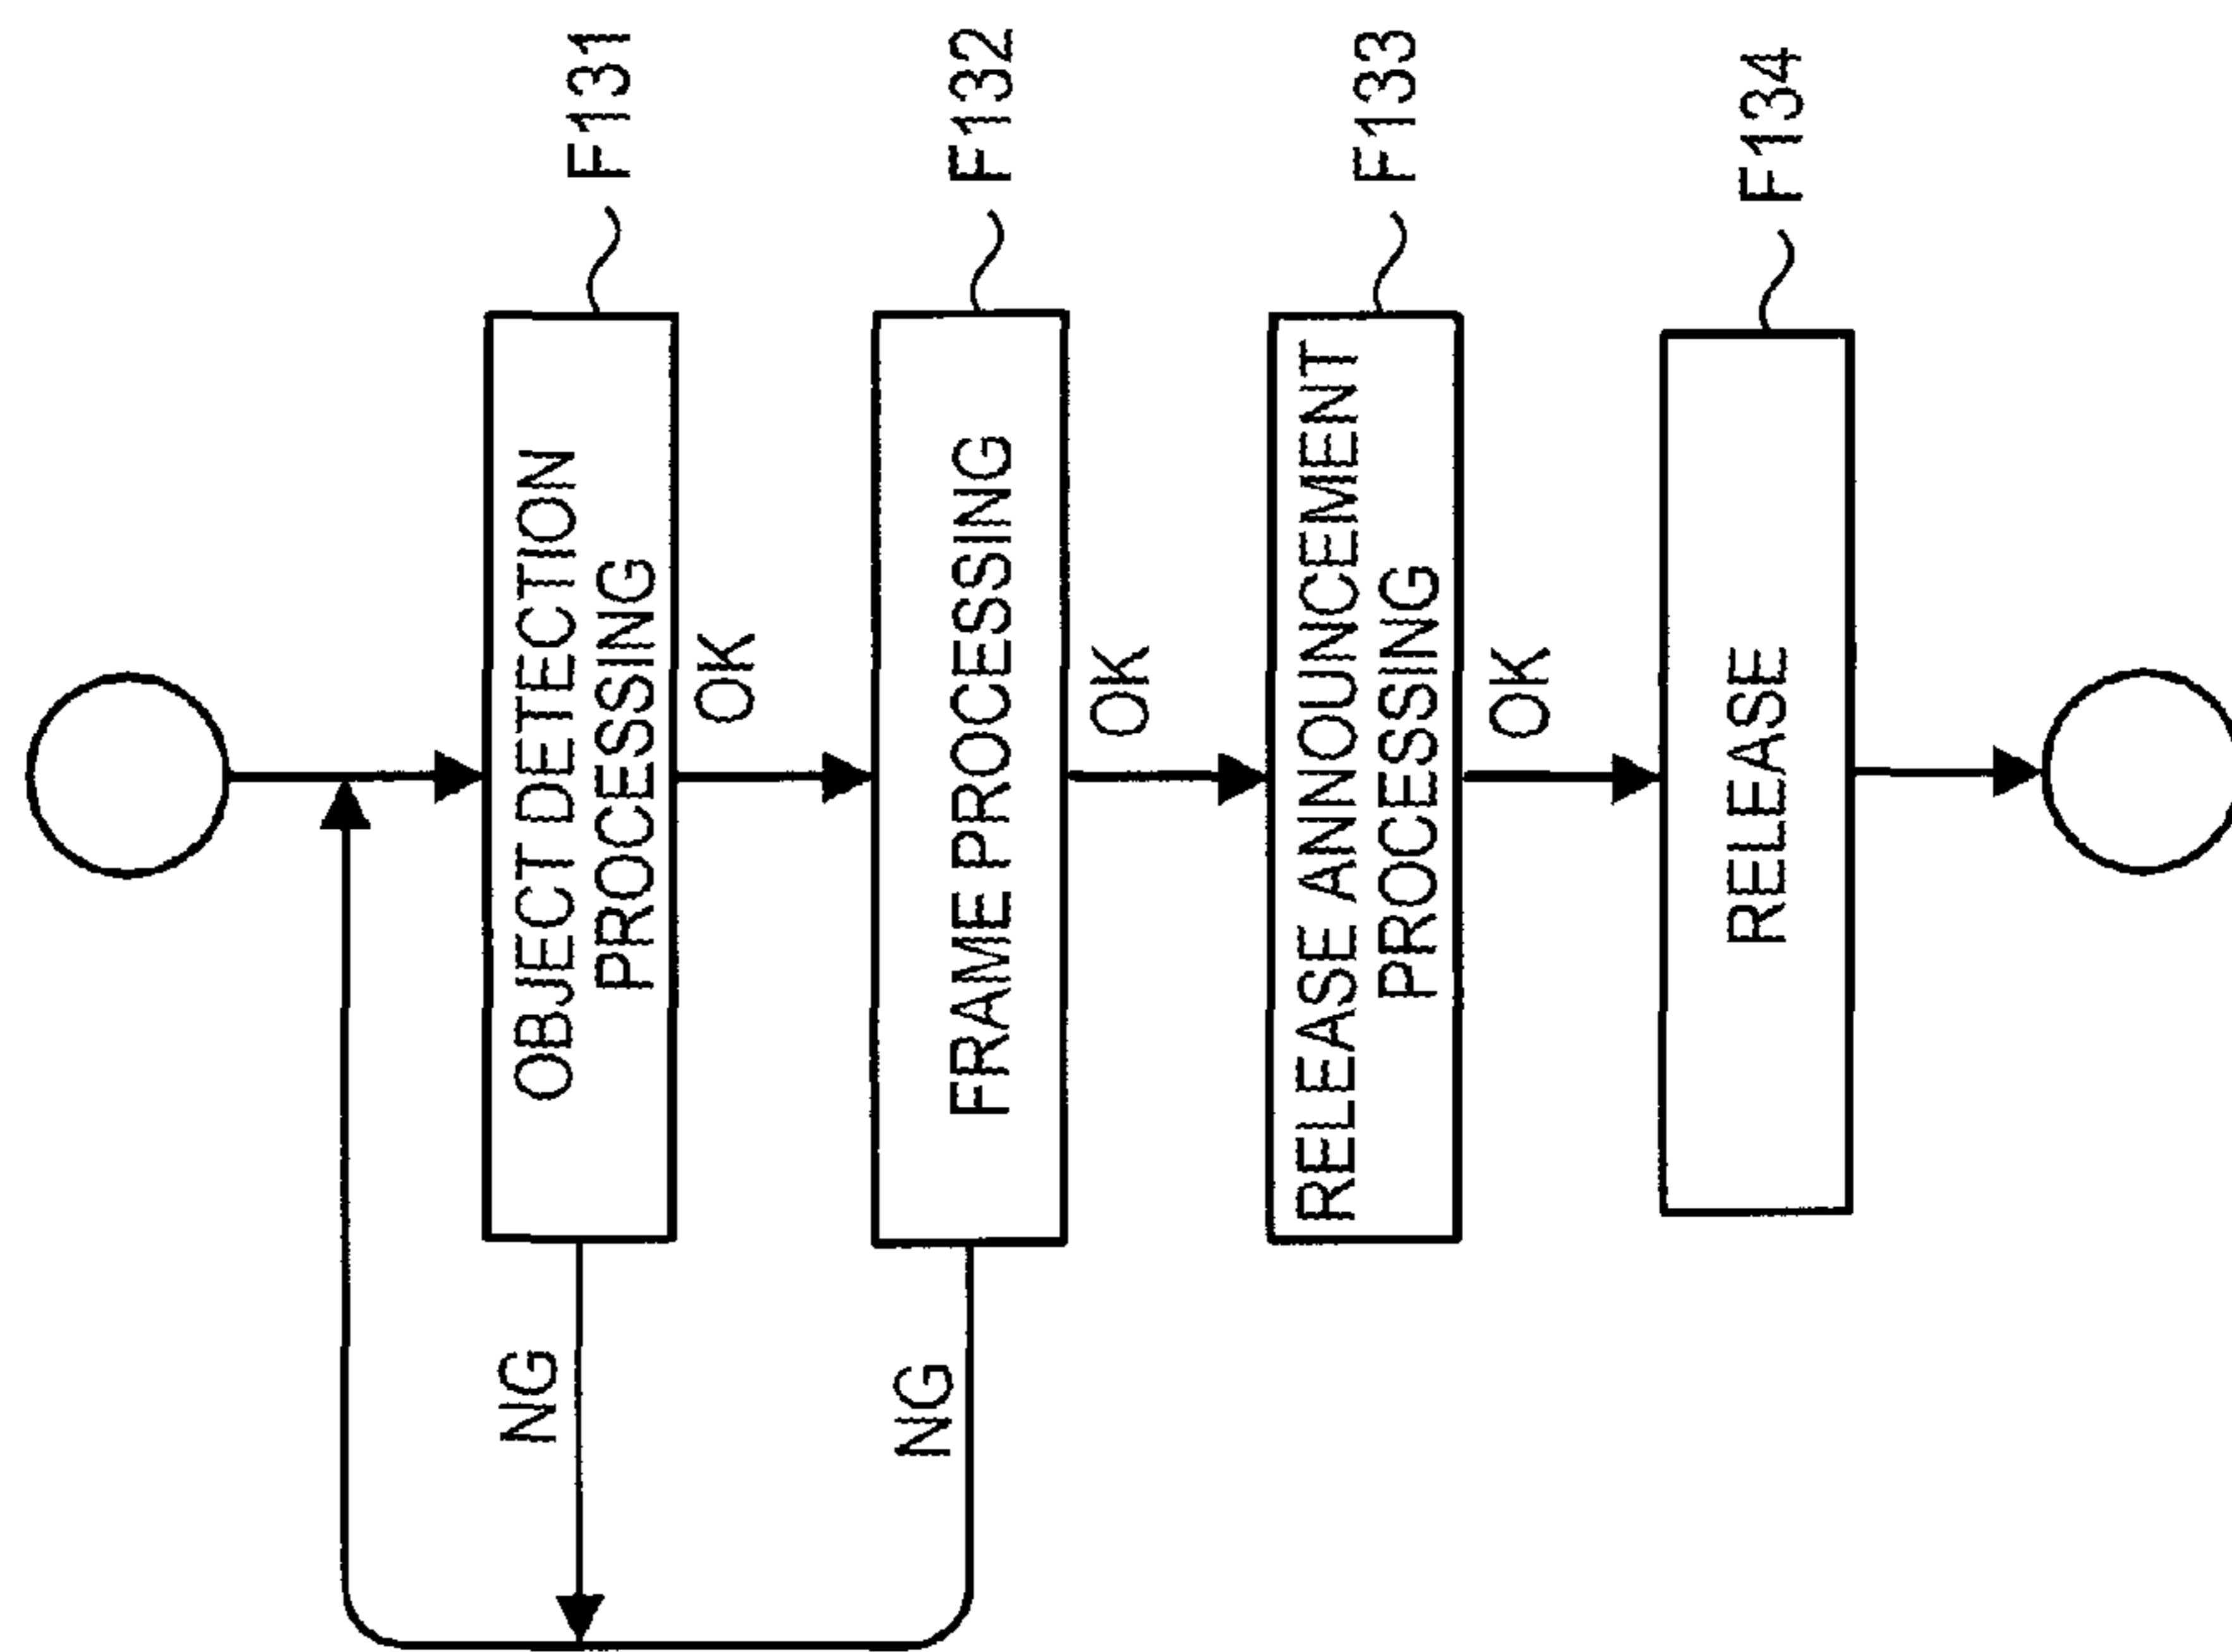 OBJECT DETECTION
PROCESSING
F131
NG
OK
FRAME PROCESSING
F132
NG
OK
RELEASE ANNOUNCEMENT
PROCESSING
F133
OK
RELEASE
F134